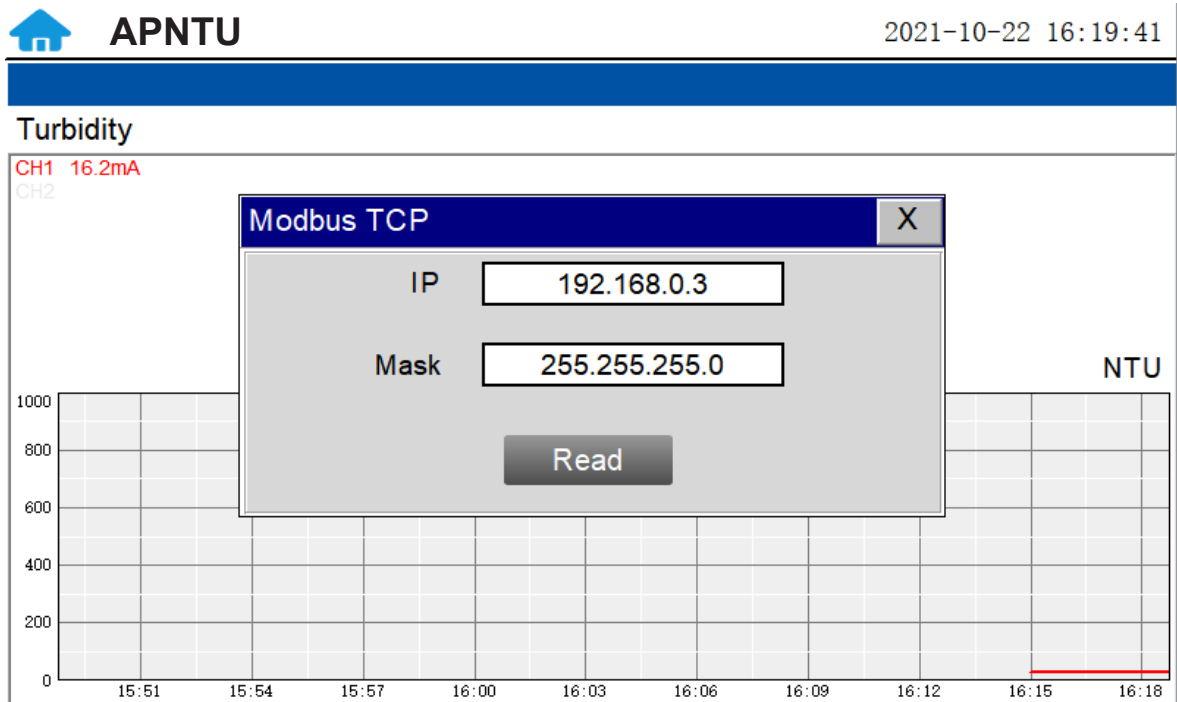 APNTU 2021-10-22 16:19:41
Turbidity
CH1 16.2mA
CH2
Modbus TCP X
IP 192.168.0.3
Mask 255.255.255.0
NTU
Read
1000
800
600
400
200
0
15:51 15:54 15:57 16:00 16:03 16:06 16:09 16:12 16:15 16:18